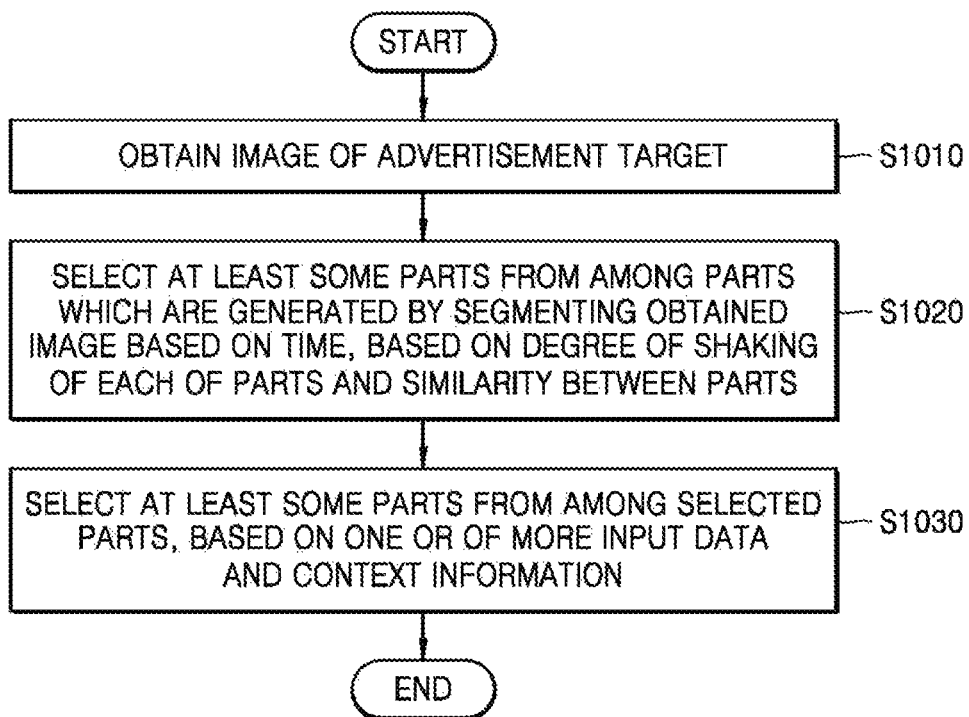 START
OBTAIN IMAGE OF ADVERTISEMENT TARGET
S1010
SELECT AT LEAST SOME PARTS FROM AMONG PARTS
WHICH ARE GENERATED BY SEGMENTING OBTAINED
IMAGE BASED ON TIME, BASED ON DEGREE OF SHAKING
OF EACH OF PARTS AND SIMILARITY BETWEEN PARTS
S1020
SELECT AT LEAST SOME PARTS FROM AMONG SELECTED
PARTS, BASED ON ONE OR OF MORE INPUT DATA
AND CONTEXT INFORMATION
S1030
END